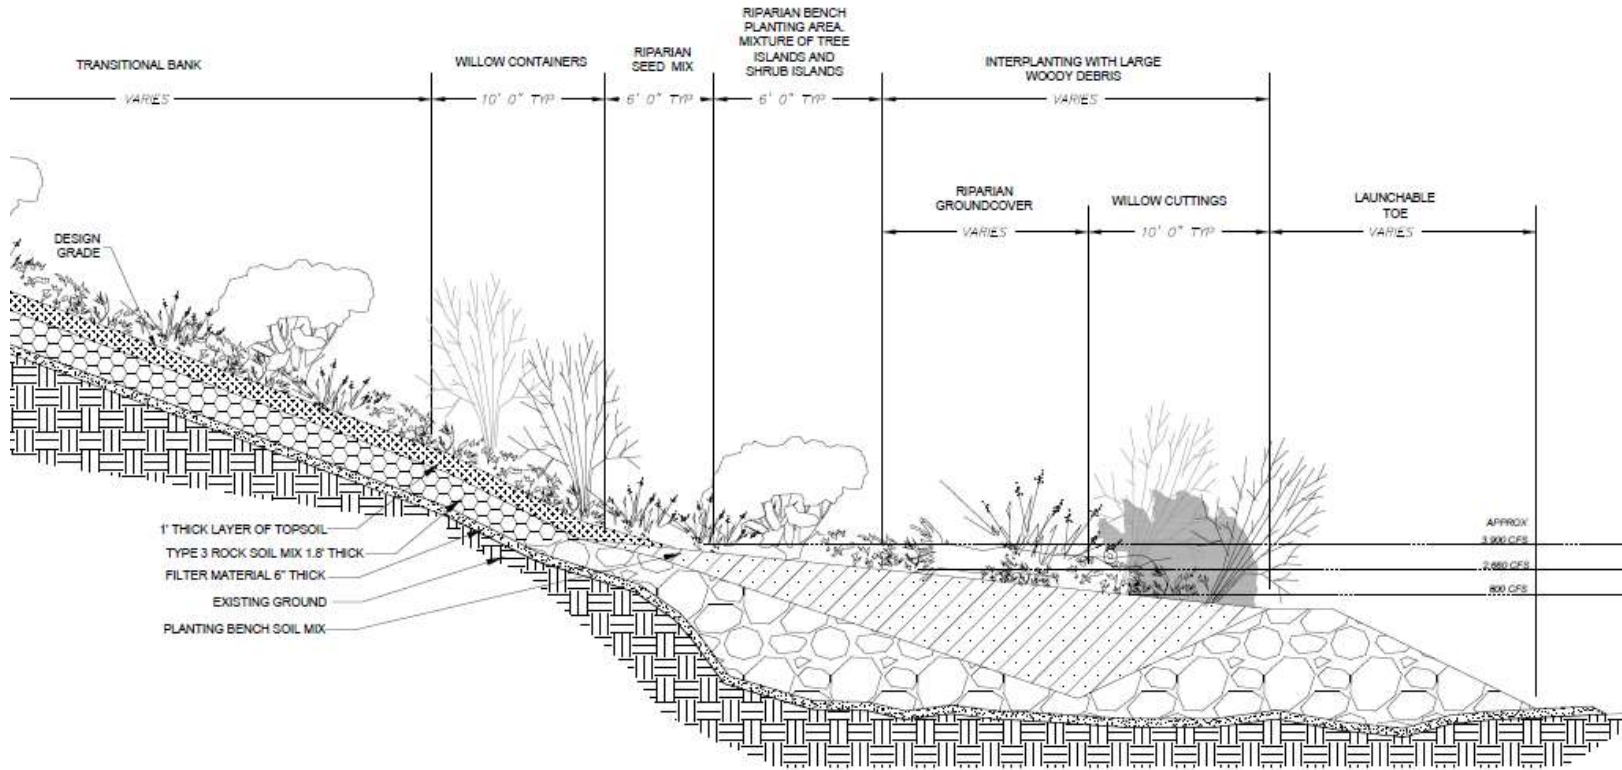 TRANSITIONAL BANK
VARIES
WILLOW CONTAINERS
10' 0" TYP
RIPARIAN
SEED MIX
6' 0" TYP
RIPARIAN BENCH
PLANTING AREA.
MIXTURE OF TREE
ISLANDS AND
SHRUB ISLANDS
6' 0" TYP
INTERPLANTING WITH LARGE
WOODY DEBRIS
VARIES
RIPARIAN
GROUNDCOVER
VARIES
WILLOW CUTTINGS
10' 0" TYP
LAUNCHABLE
TOE
VARIES
DESIGN
GRADE
1' THICK LAYER OF TOPSOIL
TYPE 3 ROCK SOIL MIX 1.8' THICK
FILTER MATERIAL 6" THICK
EXISTING GROUND
PLANTING BENCH SOIL MIX
APPROX
3,900 CFS
CFS
800 CFS